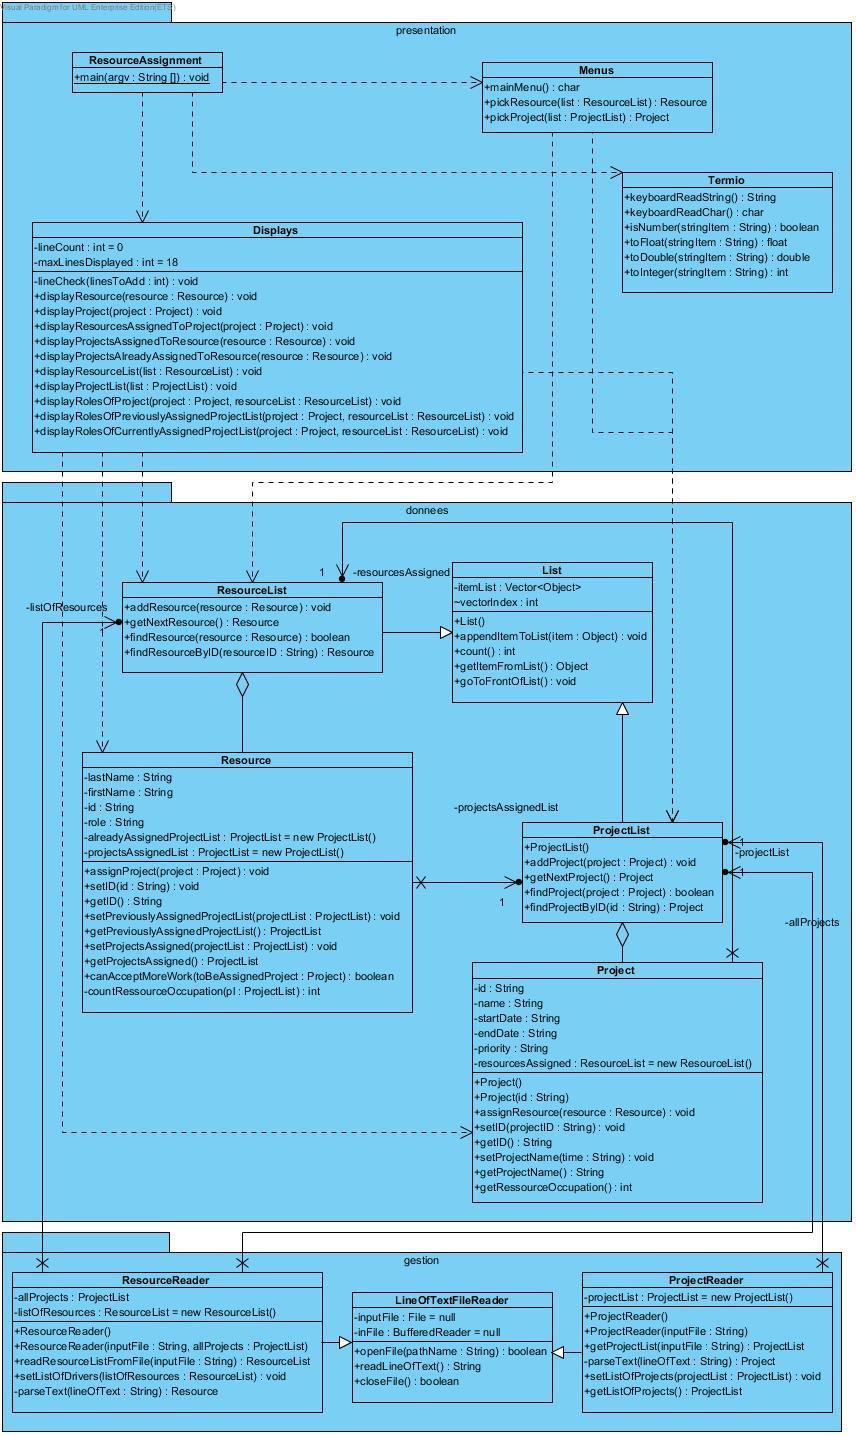 Visual Paradigm for UML Enterprise Edition(ETS)
presentation
ResourceAssignment
+main(argv : String []) : void
Menus
+mainMenu() : char
+pickResource(list : ResourceList) : Resource
+pickProject(list : ProjectList) : Project
Termio
+keyboardReadString() : String
+keyboardReadChar() : char
+isNumber(stringItem : String) : boolean
+toFloat(stringItem : String) : float
+toDouble(stringItem : String) : double
+toInteger(stringItem : String) : int
Displays
-lineCount : int = 0
-maxLinesDisplayed : int = 18
-lineCheck(linesToAdd : int) : void
+displayResource(resource : Resource) : void
+displayProject(project : Project) : void
+displayResourcesAssignedToProject(project : Project) : void
+displayProjectsAssignedToResource(resource : Resource) : void
+displayProjectsAlreadyAssignedToResource(resource : Resource) : void
+displayResourceList(list : ResourceList) : void
+displayProjectList(list : ProjectList) : void
+displayRolesOfProject(project : Project, resourceList : ResourceList) : void
+displayRolesOfPreviouslyAssignedProjectList(project : Project, resourceList : ResourceList) : void
+displayRolesOfCurrentlyAssignedProjectList(project : Project, resourceList : ResourceList) : void
donnees
1
-resourcesAssigned
-listOfResources
ResourceList
+addResource(resource : Resource) : void
+getNextResource() : Resource
+findResource(resource : Resource) : boolean
+findResourceByID(resourceID : String) : Resource
List
-itemList : Vector<Object>
~vectorIndex : int
+List()
+appendItemToList(item : Object) : void
+count() : int
+getItemFromList() : Object
+goToFrontOfList() : void
Resource
-lastName : String
-firstName : String
-id : String
-role : String
-alreadyAssignedProjectList : ProjectList = new ProjectList()
-projectsAssignedList : ProjectList = new ProjectList()
+assignProject(project : Project) : void
+setID(id : String) : void
+getID() : String
+setPreviouslyAssignedProjectList(projectList : ProjectList) : void
+getPreviouslyAssignedProjectList() : ProjectList
+setProjectsAssigned(projectList : ProjectList) : void
+getProjectsAssigned() : ProjectList
+canAcceptMoreWork(toBeAssignedProject : Project) : boolean
-countRessourceOccupation(pl : ProjectList) : int
-projectsAssignedList
1
ProjectList
+ProjectList()
+addProject(project : Project) : void
+getNextProject() : Project
+findProject(project : Project) : boolean
+findProjectByID(id : String) : Project
1
-projectList
1
-allProjects
Project
-id : String
-name : String
-startDate : String
-endDate : String
-priority : String
-resourcesAssigned : ResourceList = new ResourceList()
+Project()
+Project(id : String)
+assignResource(resource : Resource) : void
+setID(projectID : String) : void
+getID() : String
+setProjectName(time : String) : void
+getProjectName() : String
+getRessourceOccupation() : int
gestion
ResourceReader
-allProjects : ProjectList
-listOfResources : ResourceList = new ResourceList()
+ResourceReader()
+ResourceReader(inputFile : String, allProjects : ProjectList)
+readResourceListFromFile(inputFile : String) : ResourceList
+setListOfDrivers(listOfResources : ResourceList) : void
-parseText(lineOfText : String) : Resource
LineOfTextFileReader
-inputFile : File = null
-inFile : BufferedReader = null
+openFile(pathName : String) : boolean
+readLineOfText() : String
+closeFile() : boolean
ProjectReader
-projectList : ProjectList = new ProjectList()
+ProjectReader()
+ProjectReader(inputFile : String)
+getProjectList(inputFile : String) : ProjectList
-parseText(lineOfText : String) : Project
+setListOfProjects(projectList : ProjectList) : void
+getListOfProjects() : ProjectList